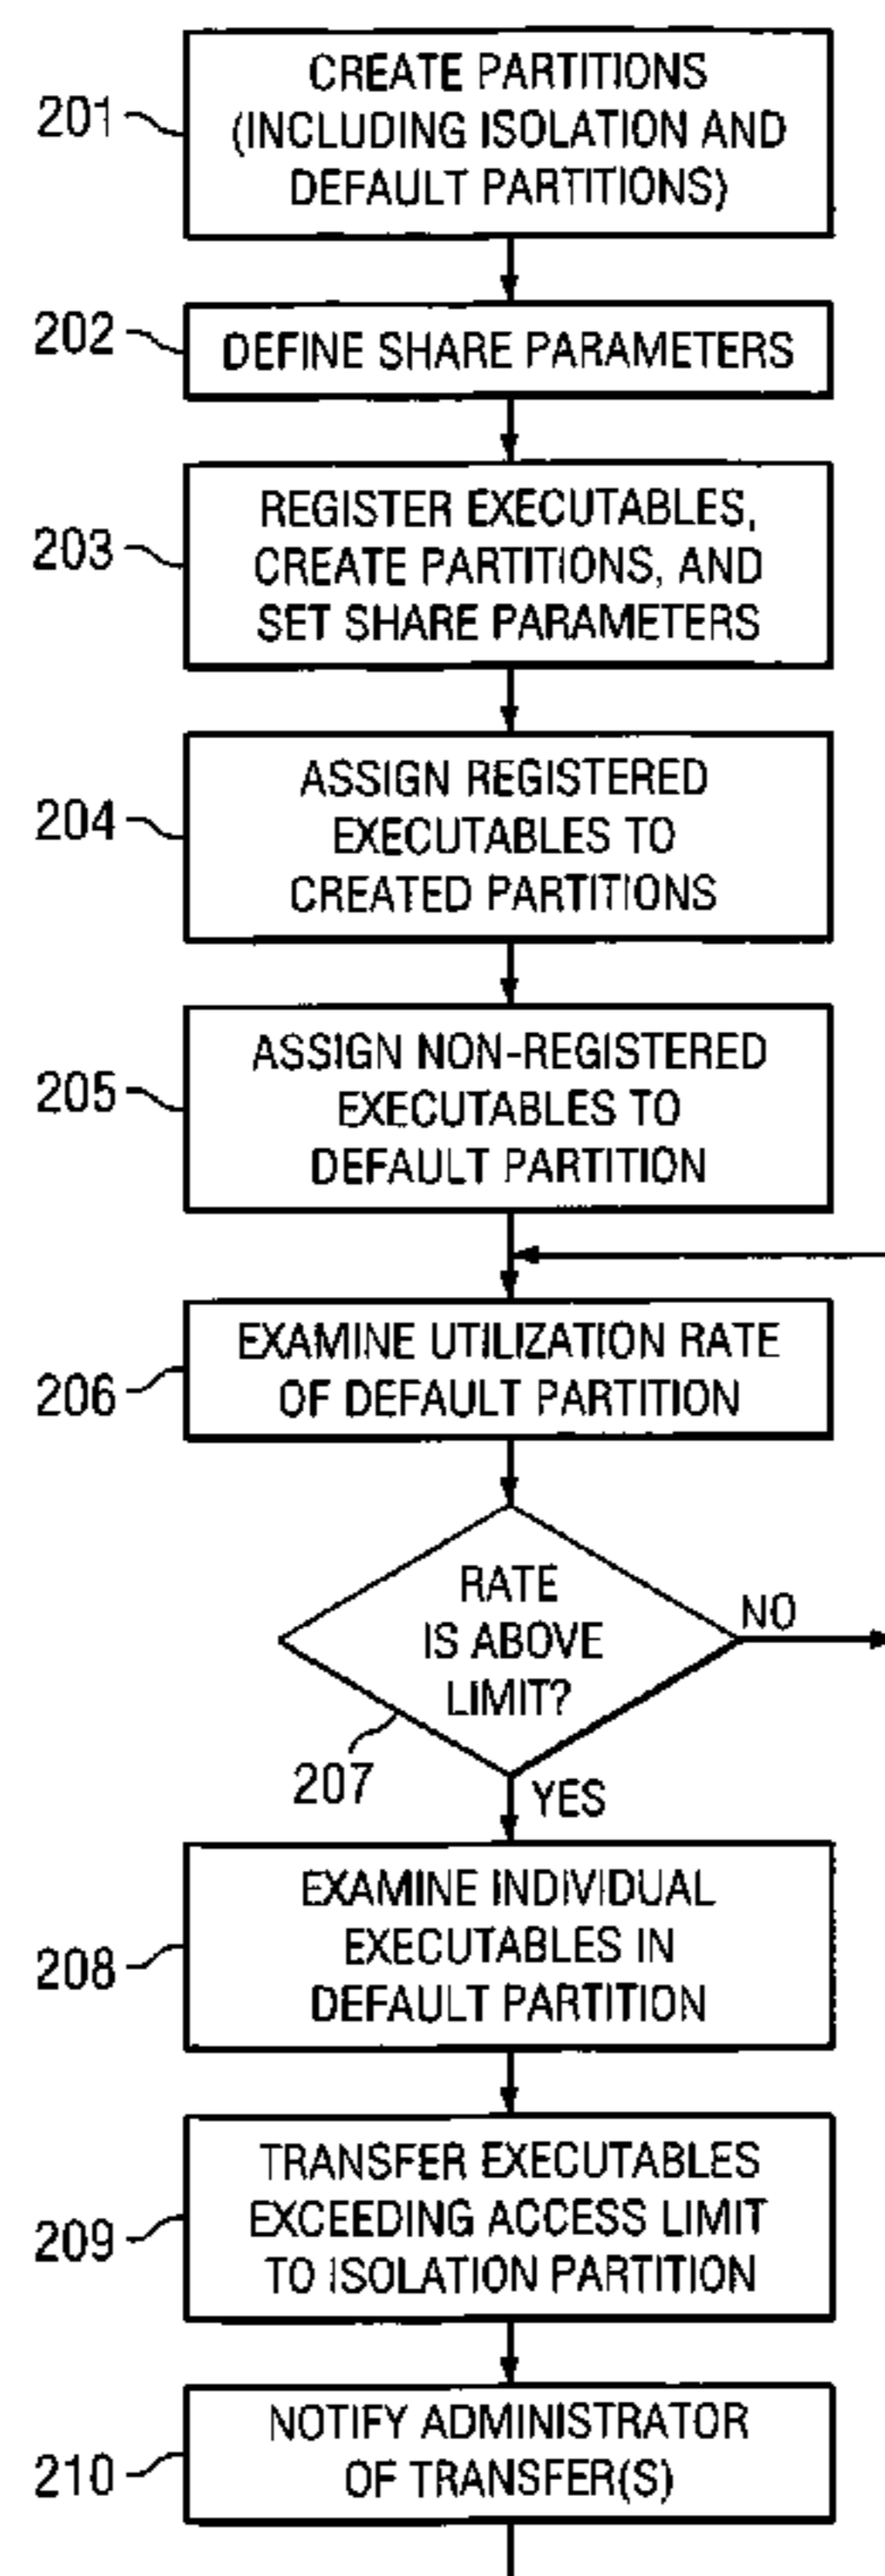 201
CREATE PARTITIONS
(INCLUDING ISOLATION AND
DEFAULT PARTITIONS)
202
DEFINE SHARE PARAMETERS
203
REGISTER EXECUTABLES,
CREATE PARTITIONS, AND
SET SHARE PARAMETERS
204
ASSIGN REGISTERED
EXECUTABLES TO
CREATED PARTITIONS
205
ASSIGN NON-REGISTERED
EXECUTABLES TO
DEFAULT PARTITION
206
EXAMINE UTILIZATION RATE
OF DEFAULT PARTITION
RATE
IS ABOVE
LIMIT?
NO
207
YES
208
EXAMINE INDIVIDUAL
EXECUTABLES IN
DEFAULT PARTITION
209
TRANSFER EXECUTABLES
EXCEEDING ACCESS LIMIT
TO ISOLATION PARTITION
210
NOTIFY ADMINISTRATOR
OF TRANSFER(S)